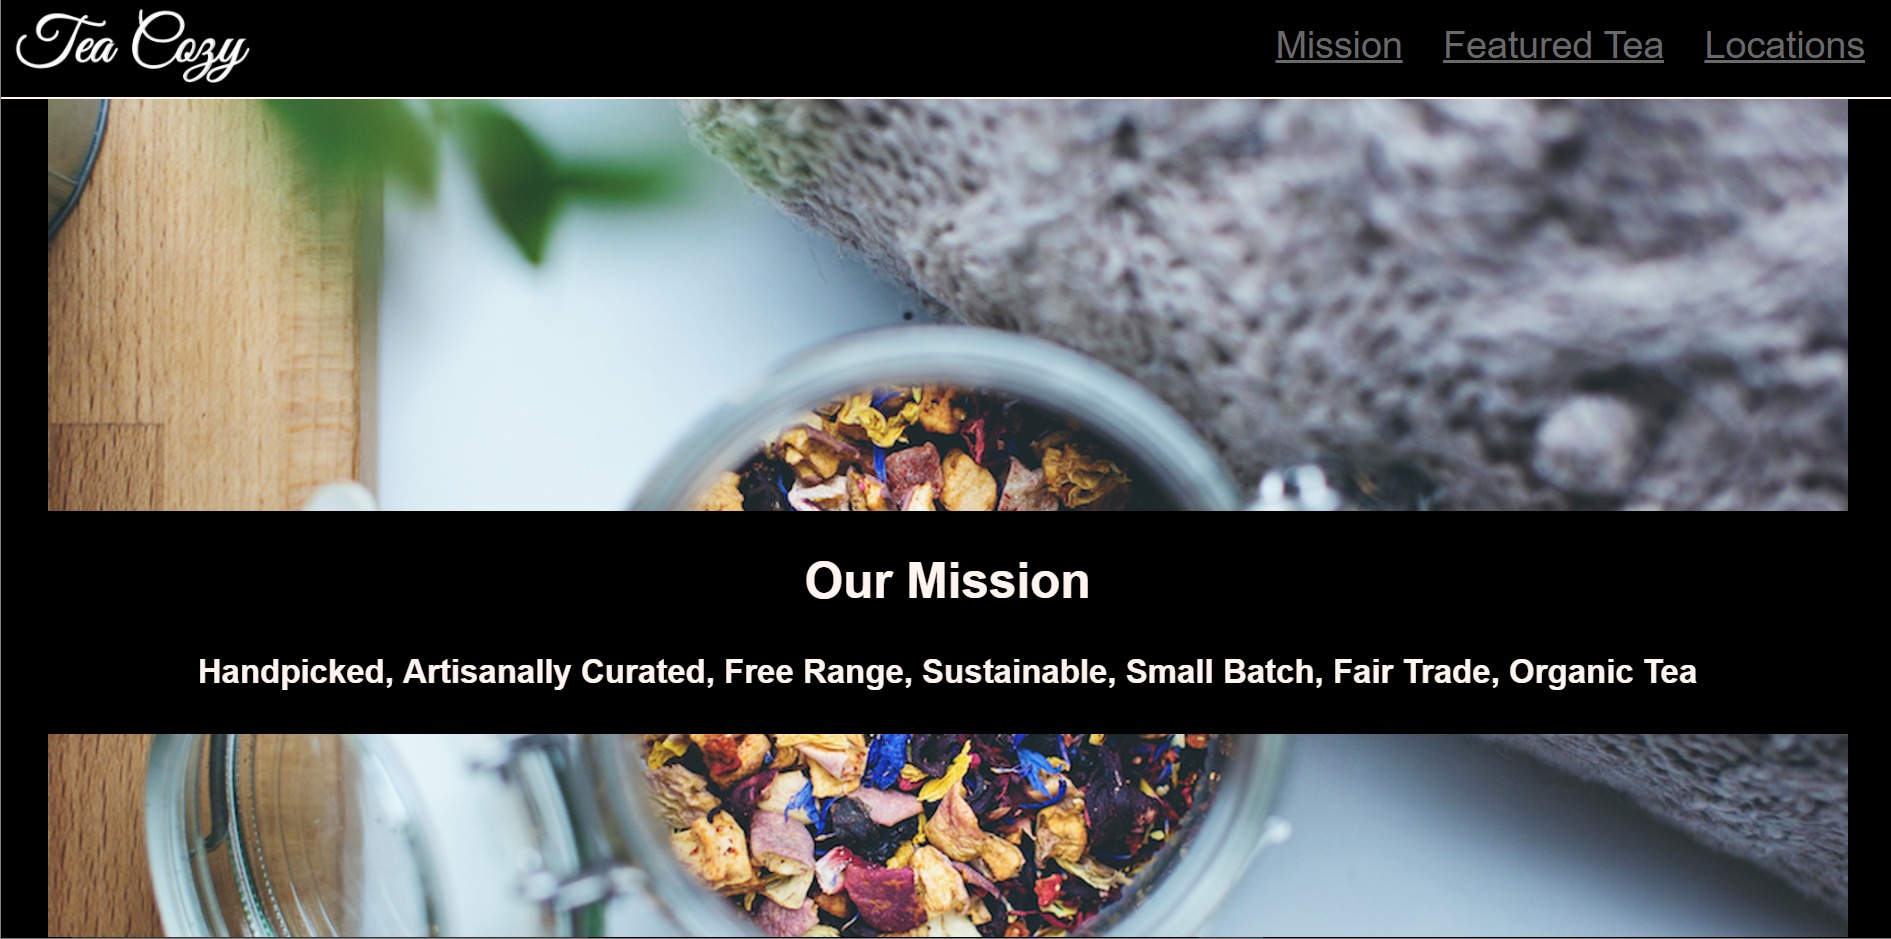 Tea Cozy
Mission Featured Tea Locations
Our Mission
Handpicked, Artisanally Curated, Free Range, Sustainable, Small Batch, Fair Trade, Organic Tea